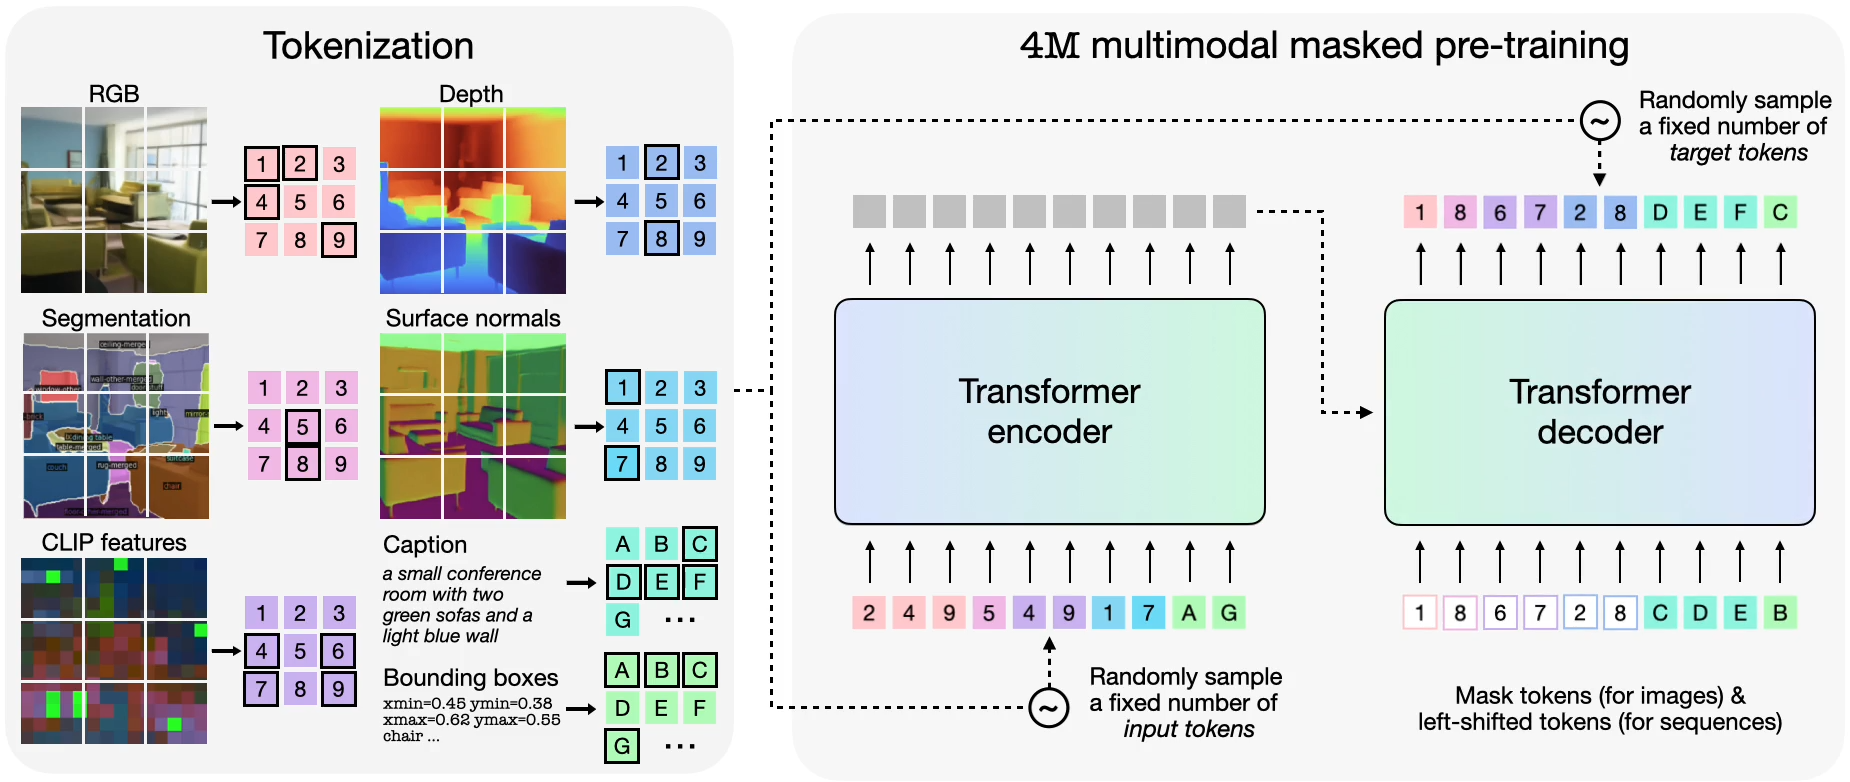 Tokenization
RGB
1 2 3
4 5 6
7 8 9
Depth
1 2 3
4 5 6
7 8 9
Segmentation
ceiling-merged
wall-other-merged
window-other
door-stuff
light
mirror-
dining table
table-merged
rug-merged
suitcase
couch
chair
floor-other-merged
1 2 3
4 5 6
7 8 9
Surface normals
1 2 3
4 5 6
7 8 9
CLIP features
1 2 3
4 5 6
7 8 9
Caption
a small conference
room with two
green sofas and a
light blue wall
A B C
D E F
G ...
Bounding boxes
xmin=0.45 ymin=0.38
xmax=0.62 ymax=0.55
chair ...
A B C
D E F
G ...
4M multimodal masked pre-training
~
Randomly sample
a fixed number of
target tokens
Transformer
encoder
2 4 9 5 4 9 1 7 A G
~
Randomly sample
a fixed number of
input tokens
1 8 6 7 2 8 D E F C
Transformer
decoder
1 8 6 7 2 8 C D E B
Mask tokens (for images) &
left-shifted tokens (for sequences)